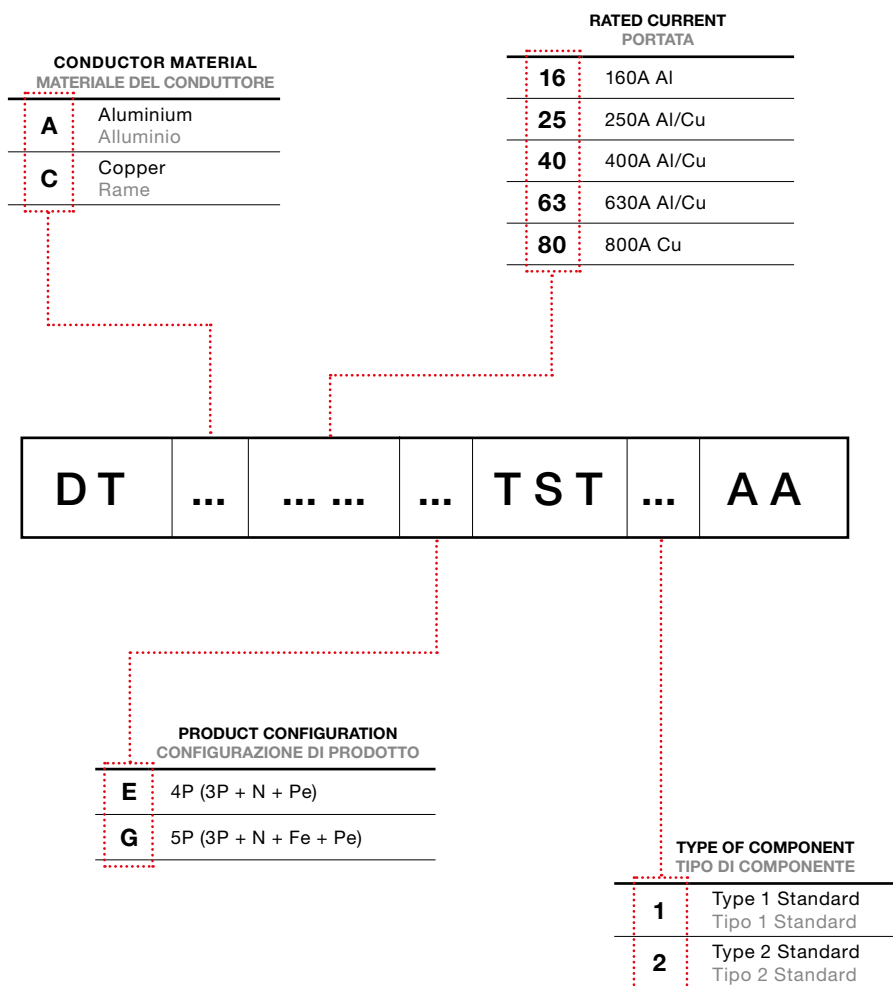 RATED CURRENT
PORTATA
16 160A Al
25 250A Al/Cu
40 400A Al/Cu
63 630A Al/Cu
80 800A Cu
CONDUCTOR MATERIAL
MATERIALE DEL CONDUTTORE
A Aluminium
Alluminio
C Copper
Rame
D T ... ... ... ... T S T ... A A
PRODUCT CONFIGURATION
CONFIGURAZIONE DI PRODOTTO
E 4P (3P + N + Pe)
G 5P (3P + N + Fe + Pe)
TYPE OF COMPONENT
TIPO DI COMPONENTE
1 Type 1 Standard
Tipo 1 Standard
2 Type 2 Standard
Tipo 2 Standard